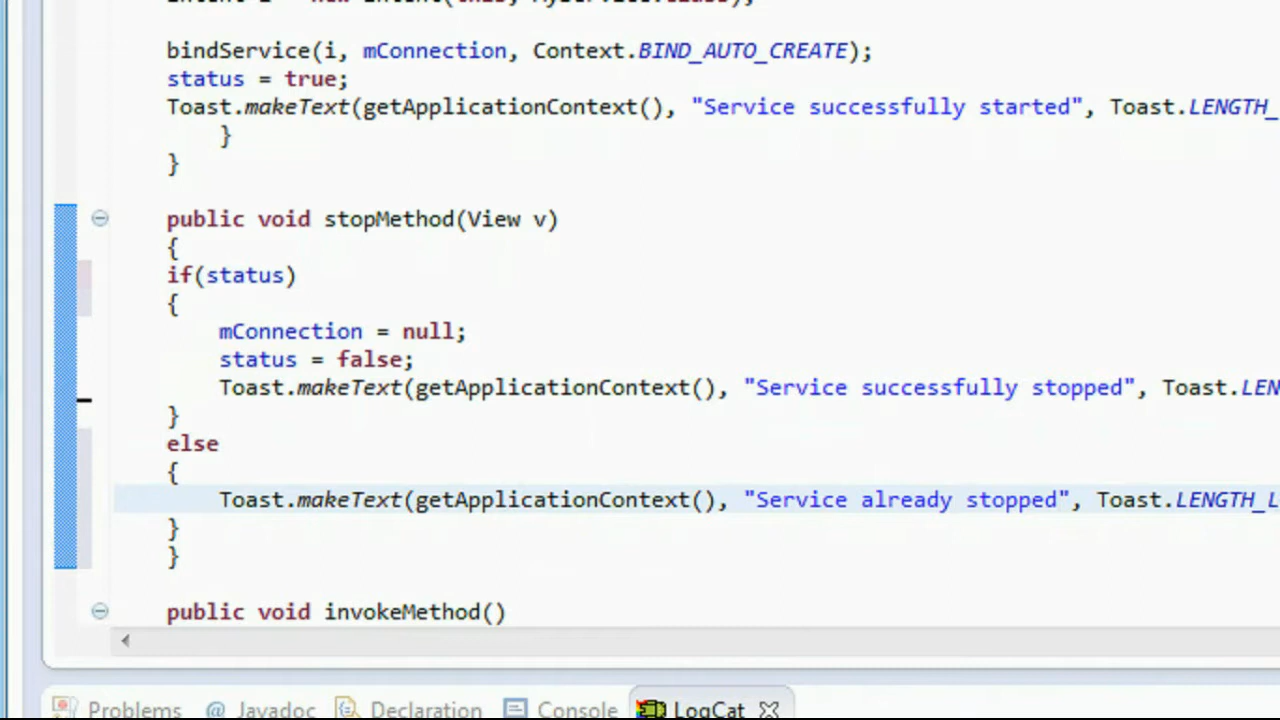 bindService(i, mConnection, Context.BIND_AUTO_CREATE);
status = true;
Toast.makeText(getApplicationContext(), "Service successfully started", Toast.LENGTH_
}
}
public void stopMethod(View v)
{
if(status)
{
mConnection = null;
status = false;
Toast.makeText(getApplicationContext(), "Service successfully stopped", Toast.LEN
}
else
{
Toast.makeText(getApplicationContext(), "Service already stopped", Toast.LENGTH_L
}
}
public void invokeMethod()
Problems @ Javadoc Declaration Console LogCat